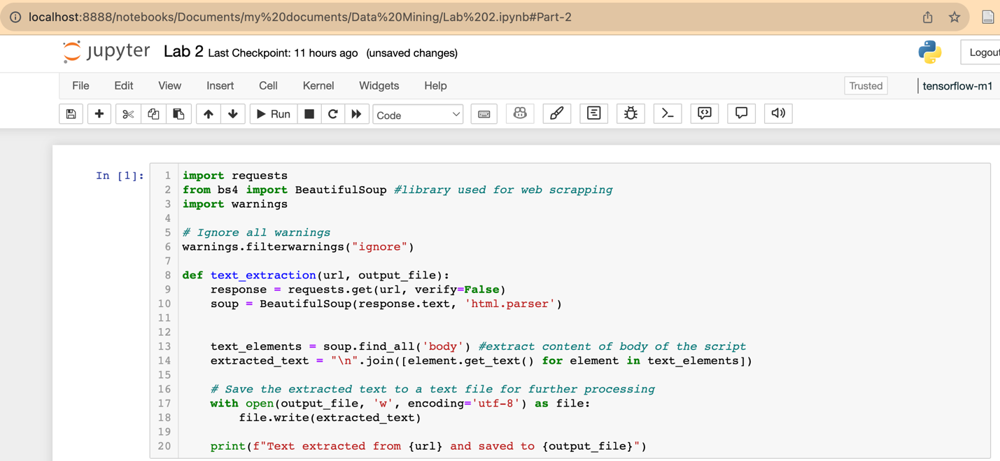 localhost:8888/notebooks/Documents/my%20documents/Data%20Mining/Lab%202.ipynb#Part-2
jupyter Lab 2 Last Checkpoint: 11 hours ago (unsaved changes)
Logout
File Edit View Insert Cell Kernel Widgets Help Trusted tensorflow-m1
Run Code
In [1]:
1 import requests
2 from bs4 import BeautifulSoup #library used for web scrapping
3 import warnings
4
5 # Ignore all warnings
6 warnings.filterwarnings("ignore")
7
8 def text_extraction(url, output_file):
9     response = requests.get(url, verify=False)
10     soup = BeautifulSoup(response.text, 'html.parser')
11
12
13     text_elements = soup.find_all('body') #extract content of body of the script
14     extracted_text = "\n".join([element.get_text() for element in text_elements])
15
16     # Save the extracted text to a text file for further processing
17     with open(output_file, 'w', encoding='utf-8') as file:
18         file.write(extracted_text)
19
20     print(f"Text extracted from {url} and saved to {output_file}")